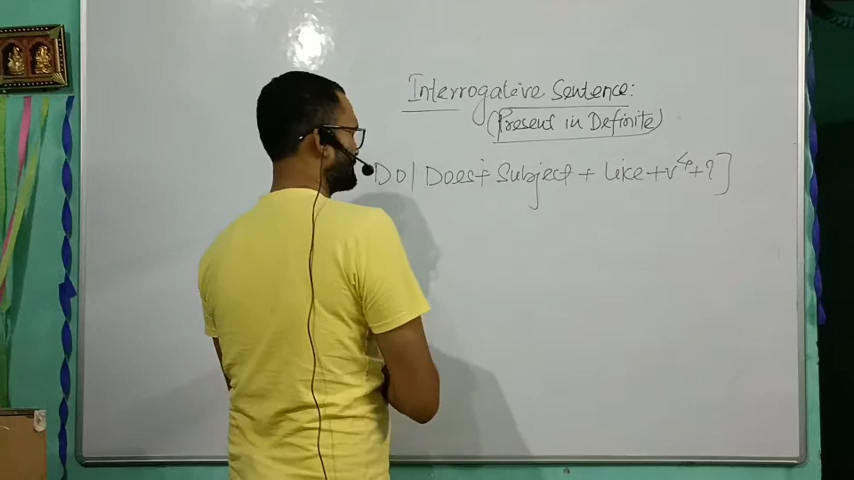 Interrogative Sentence:
(Present in Definite)
Do| Does + Subject + Like + v⁴ + ?]